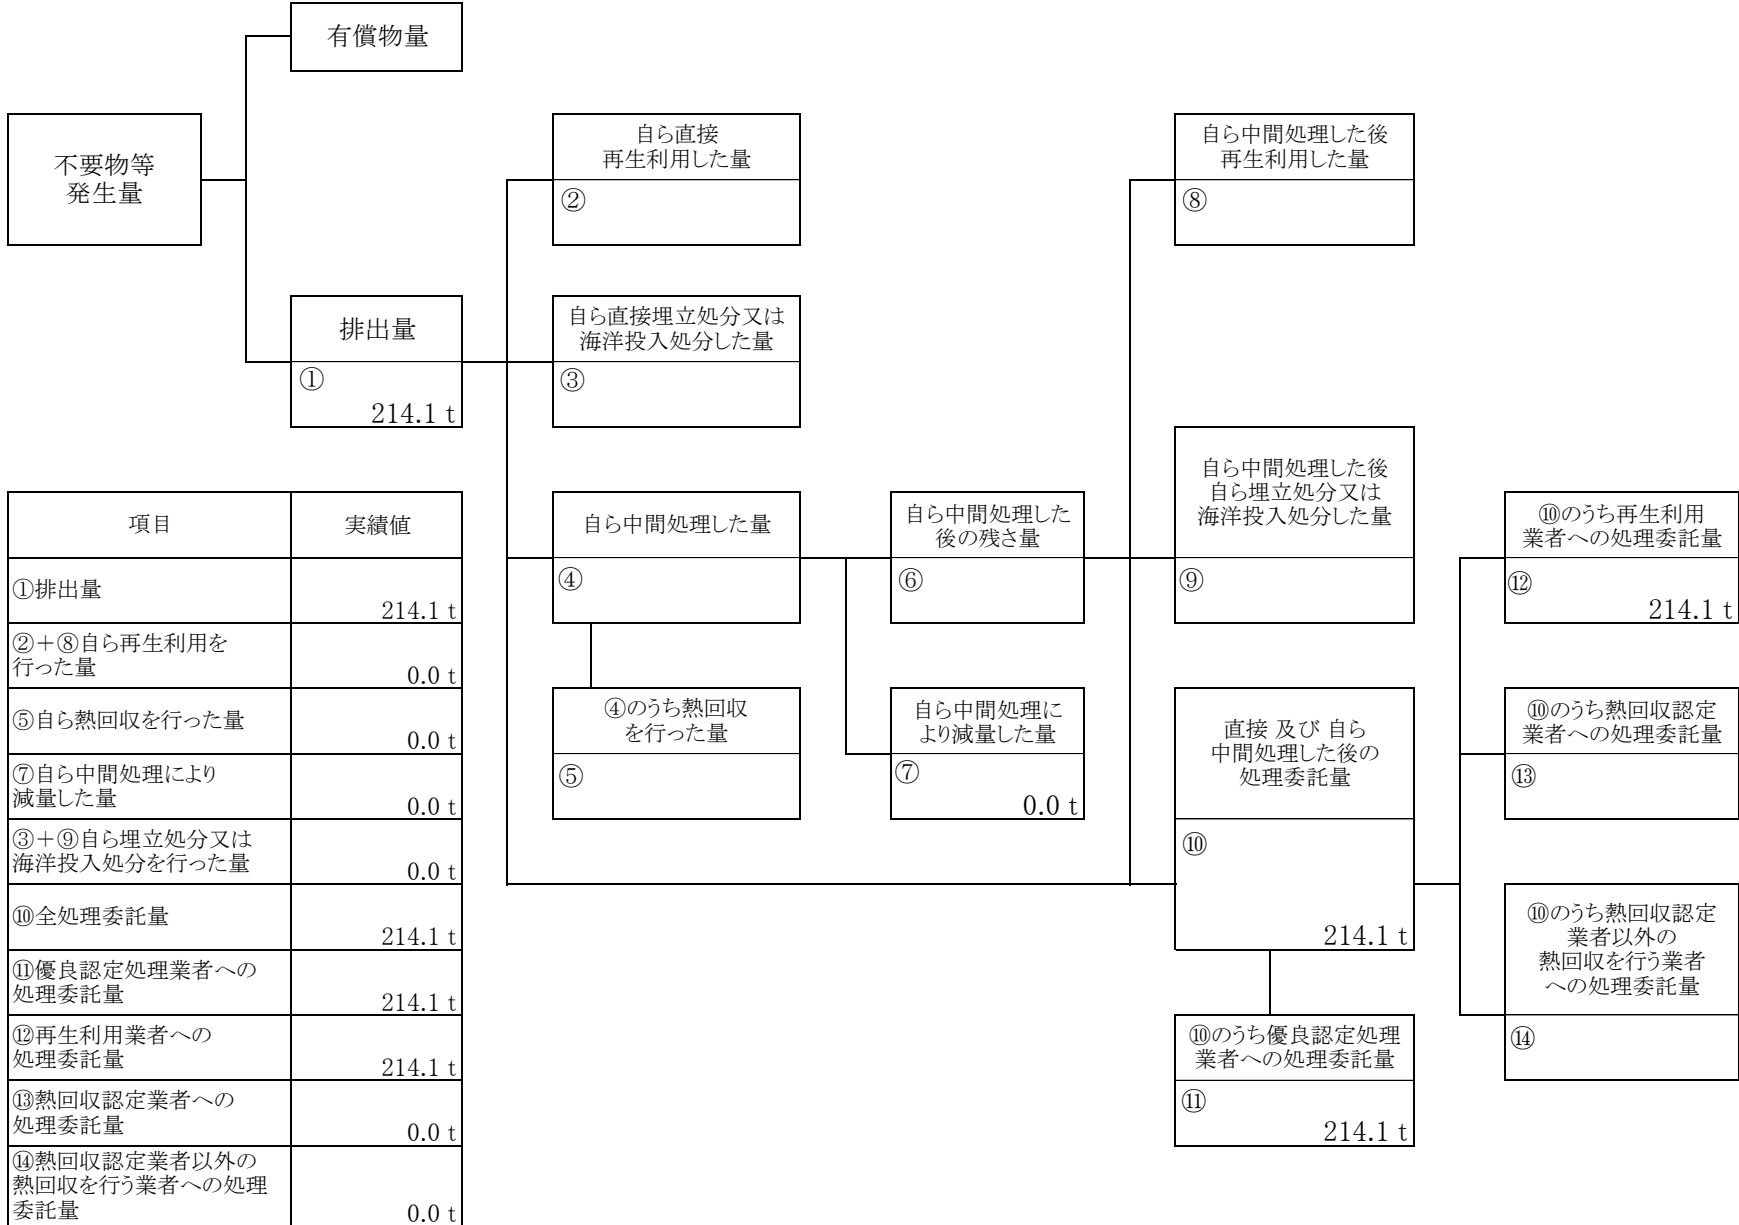 有償物量
不要物等
発生量
自ら直接
再生利用した量
②
自ら中間処理した後
再生利用した量
⑧
排出量
①
214.1 t
自ら直接埋立処分又は
海洋投入処分した量
③
自ら中間処理した量
④
自ら中間処理した
後の残さ量
⑥
自ら中間処理した後
自ら埋立処分又は
海洋投入処分した量
⑨
⑩のうち再生利用
業者への処理委託量
⑫
214.1 t
④のうち熱回収
を行った量
⑤
自ら中間処理に
より減量した量
⑦
0.0 t
直接 及び 自ら
中間処理した後の
処理委託量
⑩
214.1 t
⑩のうち熱回収認定
業者への処理委託量
⑬
⑩のうち熱回収認定
業者以外の
熱回収を行う業者
への処理委託量
⑭
⑩のうち優良認定処理
業者への処理委託量
⑪
214.1 t
項目 実績値
①排出量
214.1 t
②＋⑧自ら再生利用を
行った量
0.0 t
⑤自ら熱回収を行った量
0.0 t
⑦自ら中間処理により
減量した量
0.0 t
③＋⑨自ら埋立処分又は
海洋投入処分を行った量
0.0 t
⑩全処理委託量
214.1 t
⑪優良認定処理業者への
処理委託量
214.1 t
⑫再生利用業者への
処理委託量
214.1 t
⑬熱回収認定業者への
処理委託量
0.0 t
⑭熱回収認定業者以外の
熱回収を行う業者への処理
委託量
0.0 t